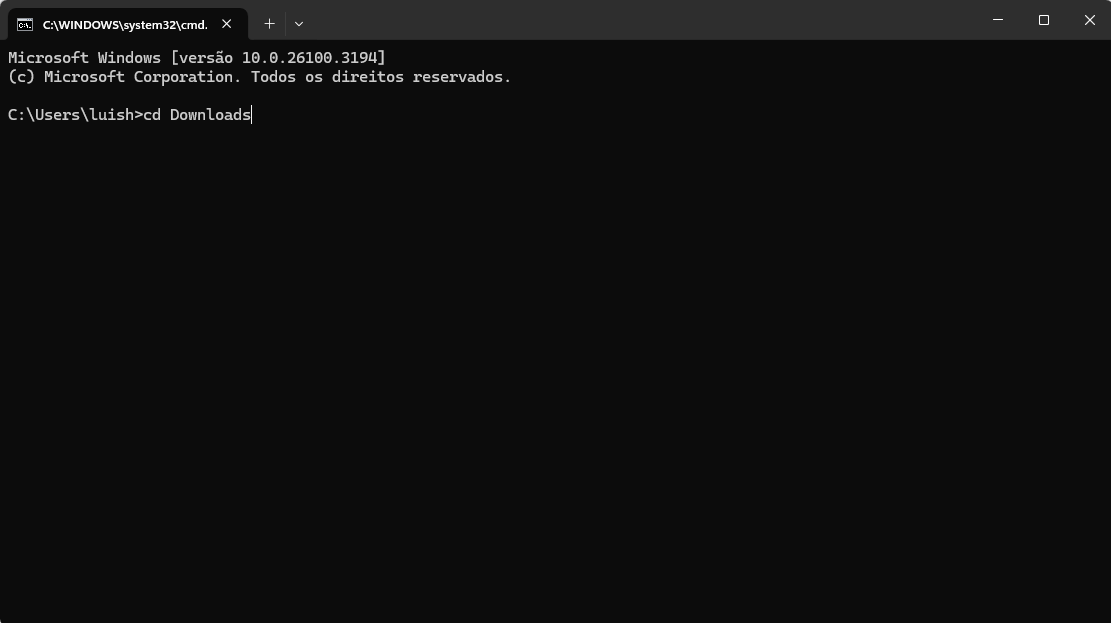 C:\WINDOWS\system32\cmd.
Microsoft Windows [versão 10.0.26100.3194]
(c) Microsoft Corporation. Todos os direitos reservados.
C:\Users\luish>cd Downloads